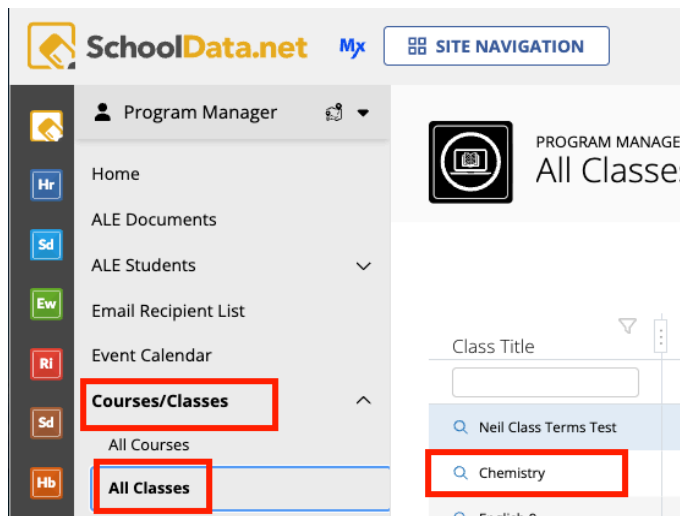 SchoolData.net
Mx
SITE NAVIGATION
Program Manager
PROGRAM MANAGE
All Classes
Hr
Home
ALE Documents
Sd
ALE Students
Ew
Email Recipient List
Event Calendar
Class Title
Ri
Courses/Classes
Sd
Neil Class Terms Test
All Courses
Hb
Chemistry
All Classes